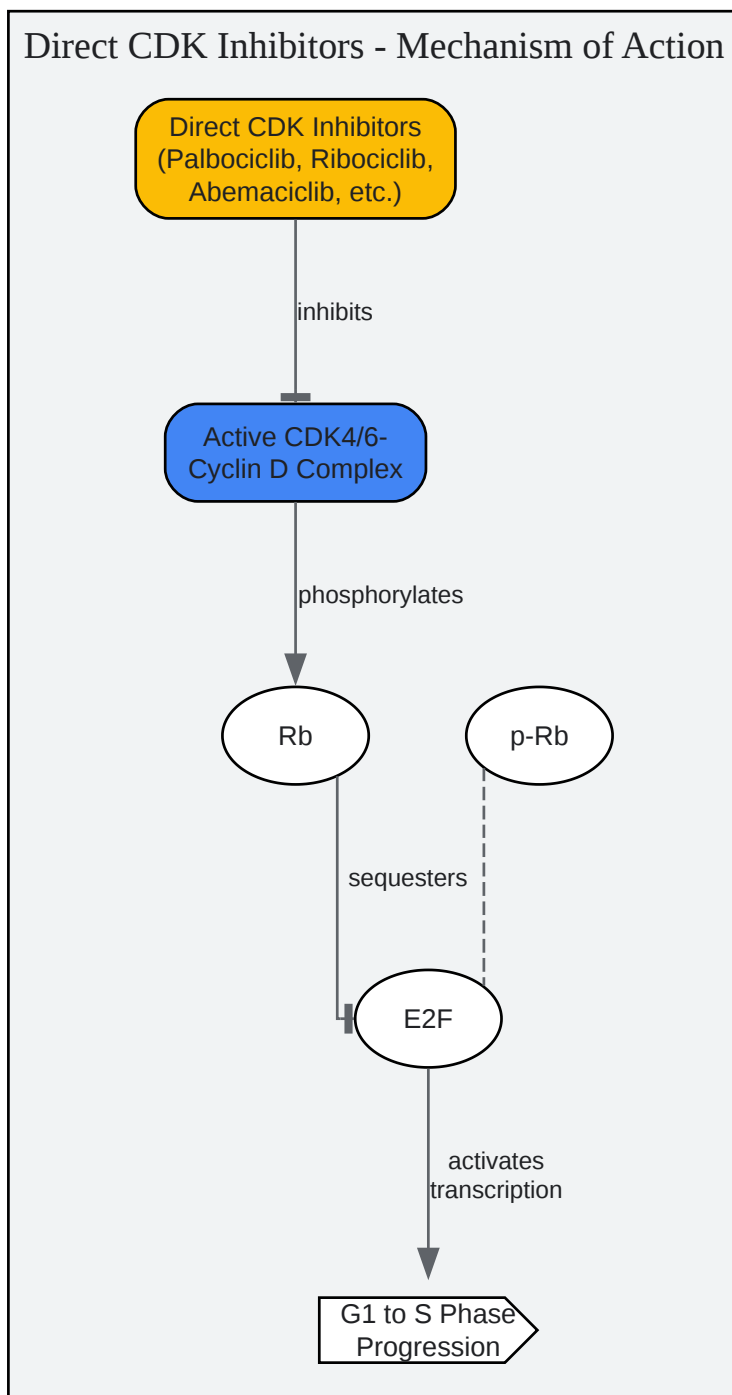 Direct CDK Inhibitors - Mechanism of Action
Direct CDK Inhibitors
(Palbociclib, Ribociclib,
Abemaciclib, etc.)
inhibits
Active CDK4/6-
Cyclin D Complex
phosphorylates
Rb
p-Rb
sequesters
E2F
activates
transcription
G1 to S Phase
Progression